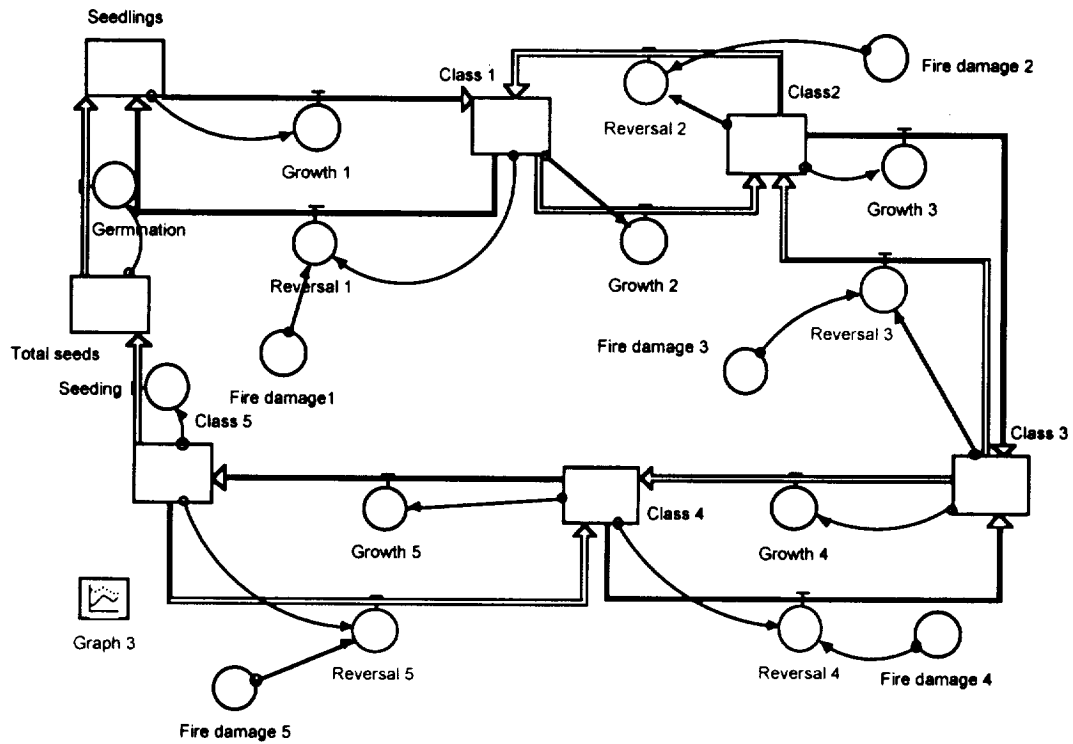 Seedlings
Class 1
Fire damage 2
Class2
Reversal 2
Growth 1
Growth 3
Germination
Reversal 1
Growth 2
Reversal 3
Total seeds
Fire damage 3
Seeding
Fire damage1
Class 5
Class 3
Class 4
Growth 5
Growth 4
Graph 3
Reversal 5
Reversal 4
Fire damage 4
Fire damage 5